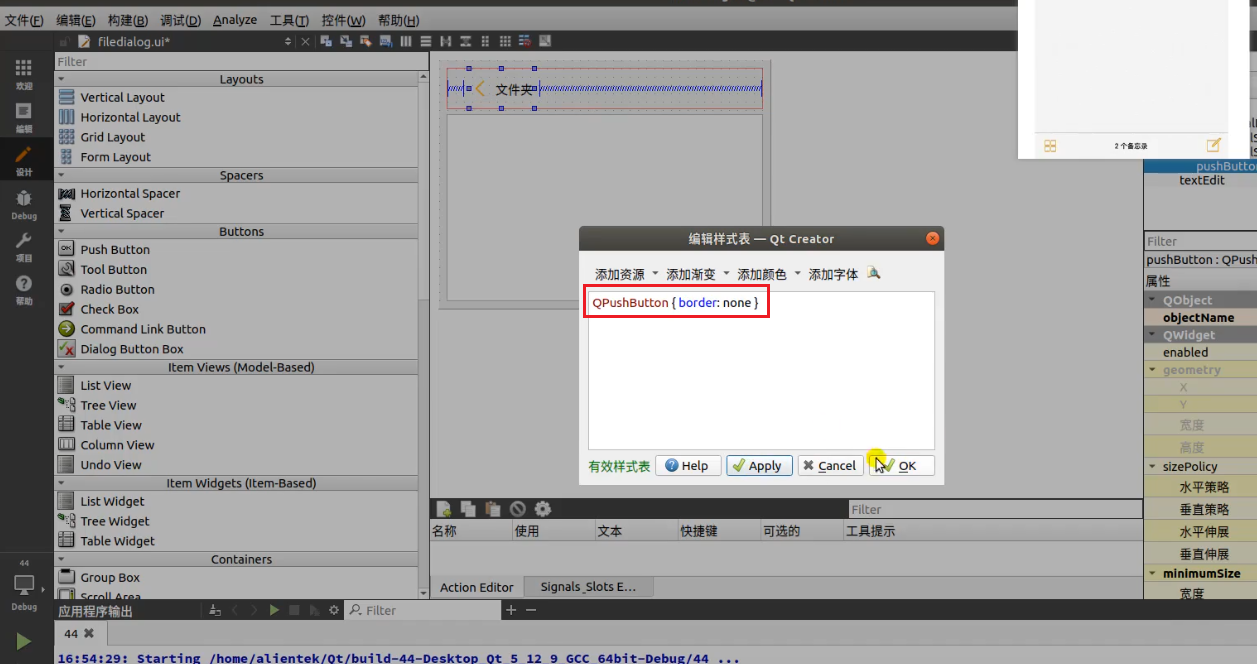 文件(F) 编辑(E) 构建(B) 调试(D) Analyze 工具(T) 控件(W) 帮助(H)
filedialog.ui*
Filter
Layouts
Vertical Layout
Horizontal Layout
Grid Layout
Form Layout
Spacers
Horizontal Spacer
Vertical Spacer
Buttons
Push Button
Tool Button
Radio Button
Check Box
Command Link Button
Dialog Button Box
Item Views (Model-Based)
List View
Tree View
Table View
Column View
Undo View
Item Widgets (Item-Based)
List Widget
Tree Widget
Table Widget
Containers
Group Box
Scroll Area
欢迎
编辑
设计
Debug
项目
帮助
44
Debug
文件夹
编辑样式表 — Qt Creator
添加资源 添加渐变 添加颜色 添加字体
QPushButton { border: none }
有效样式表 Help Apply Cancel OK
Filter
名称 使用 文本 快捷键 可选的 工具提示
Action Editor Signals_Slots E...
2 个备忘录
pushButto
textEdit
Filter
pushButton : QPush
属性
QObject
objectName
QWidget
enabled
geometry
X
Y
宽度
高度
sizePolicy
水平策略
垂直策略
水平伸展
垂直伸展
minimumSize
宽度
应用程序输出 Filter
44
16:54:29: Starting /home/alientek/Qt/build-44-Desktop_Qt_5_12_9_GCC_64bit-Debug/44 ...